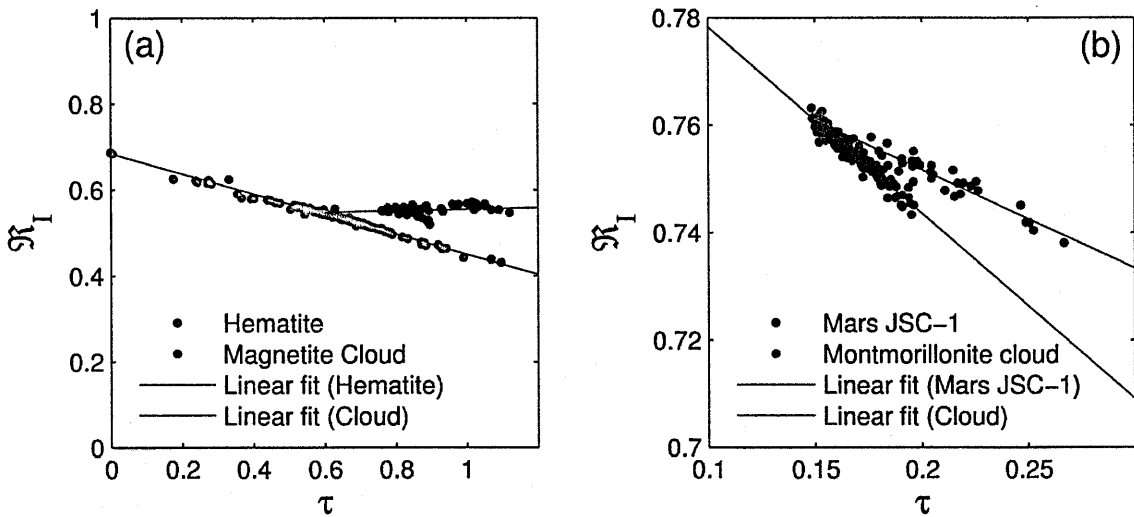 (a)
1
0.8
0.6
0.4
0.2
0
ℜ_I
Hematite
Magnetite Cloud
Linear fit (Hematite)
Linear fit (Cloud)
0 0.2 0.4 0.6 0.8 1
τ
(b)
0.78
0.76
0.74
0.72
0.7
ℜ_I
Mars JSC-1
Montmorillonite cloud
Linear fit (Mars JSC-1)
Linear fit (Cloud)
0.1 0.15 0.2 0.25
τ